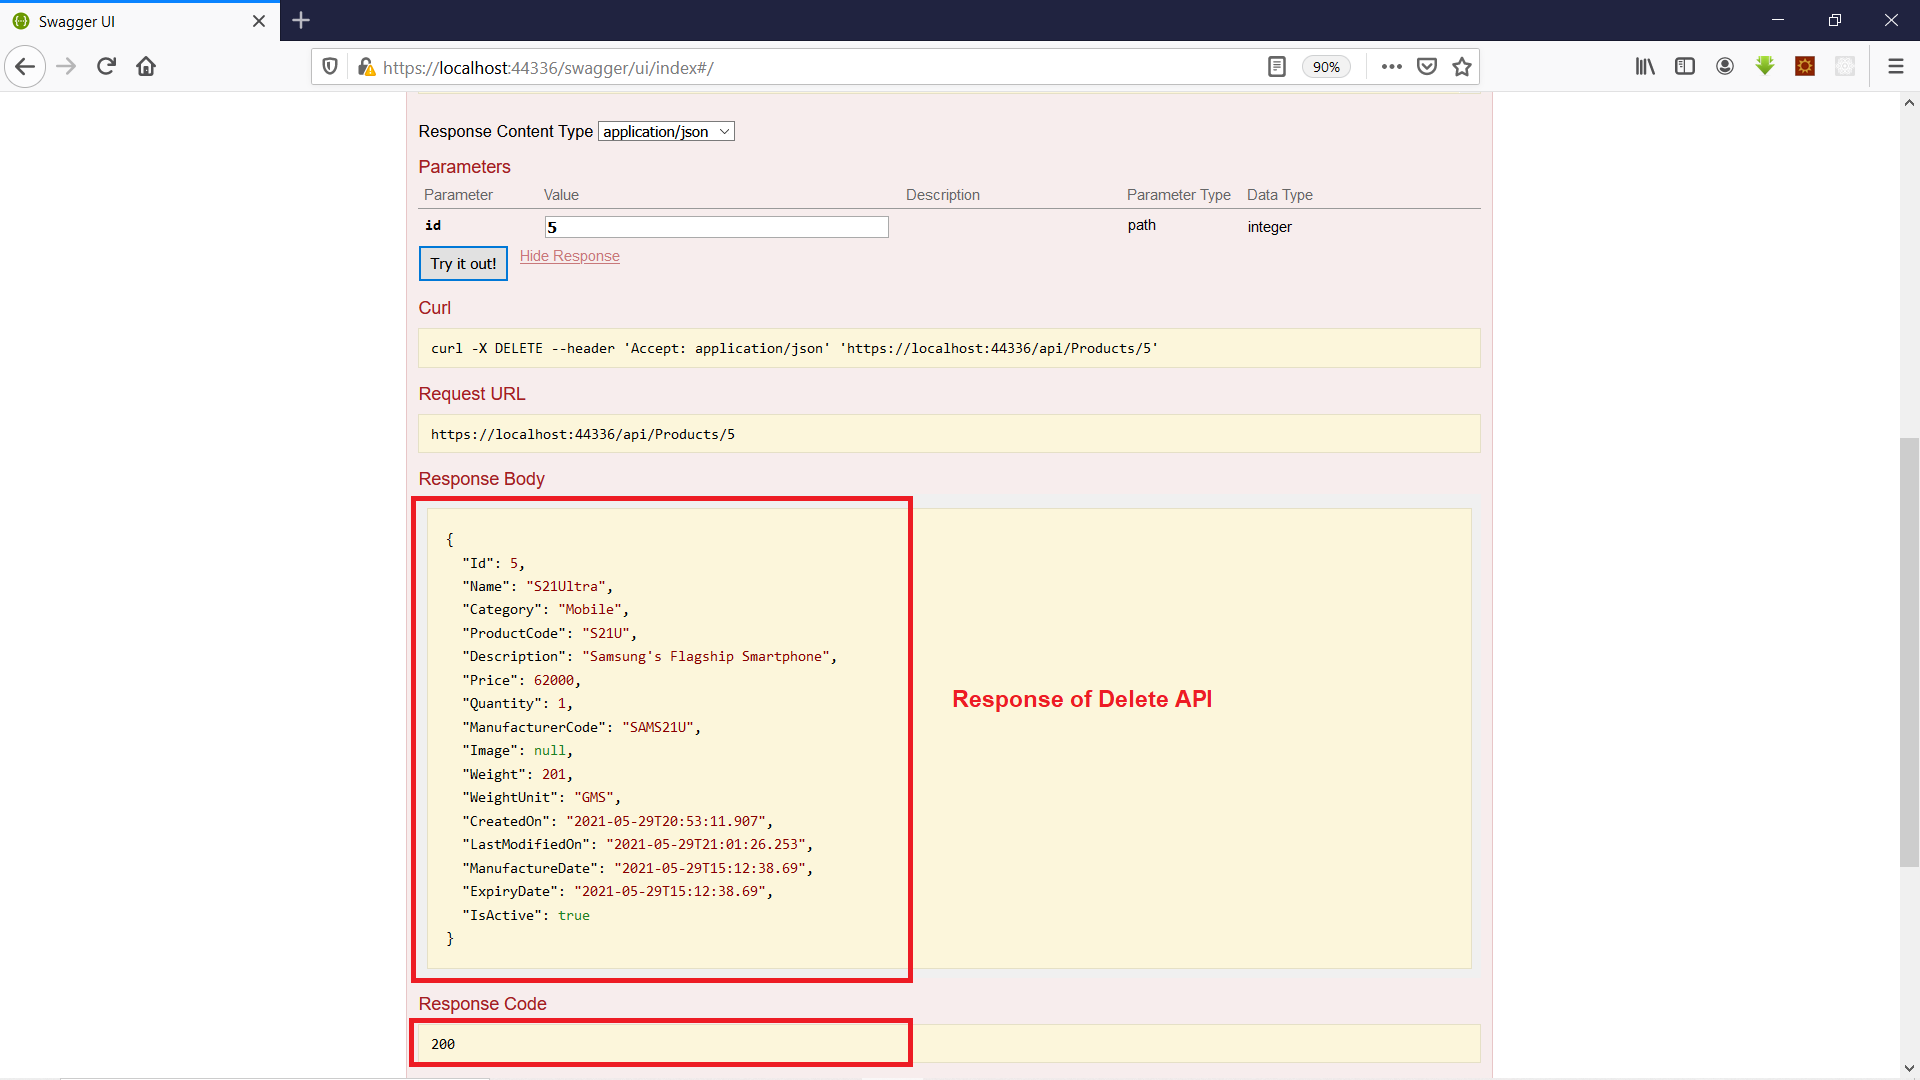 Swagger UI
https://localhost:44336/swagger/ui/index#/
90%
Response Content Type application/json
Parameters
Parameter Value Description Parameter Type Data Type
id 5 path integer
Try it out! Hide Response
Curl
curl -X DELETE --header 'Accept: application/json' 'https://localhost:44336/api/Products/5'
Request URL
https://localhost:44336/api/Products/5
Response Body
{
  "Id": 5,
  "Name": "S21Ultra",
  "Category": "Mobile",
  "ProductCode": "S21U",
  "Description": "Samsung's Flagship Smartphone",
  "Price": 62000,
  "Quantity": 1,
  "ManufacturerCode": "SAMS21U",
  "Image": null,
  "Weight": 201,
  "WeightUnit": "GMS",
  "CreatedOn": "2021-05-29T20:53:11.907",
  "LastModifiedOn": "2021-05-29T21:01:26.253",
  "ManufactureDate": "2021-05-29T15:12:38.69",
  "ExpiryDate": "2021-05-29T15:12:38.69",
  "IsActive": true
}
Response of Delete API
Response Code
200